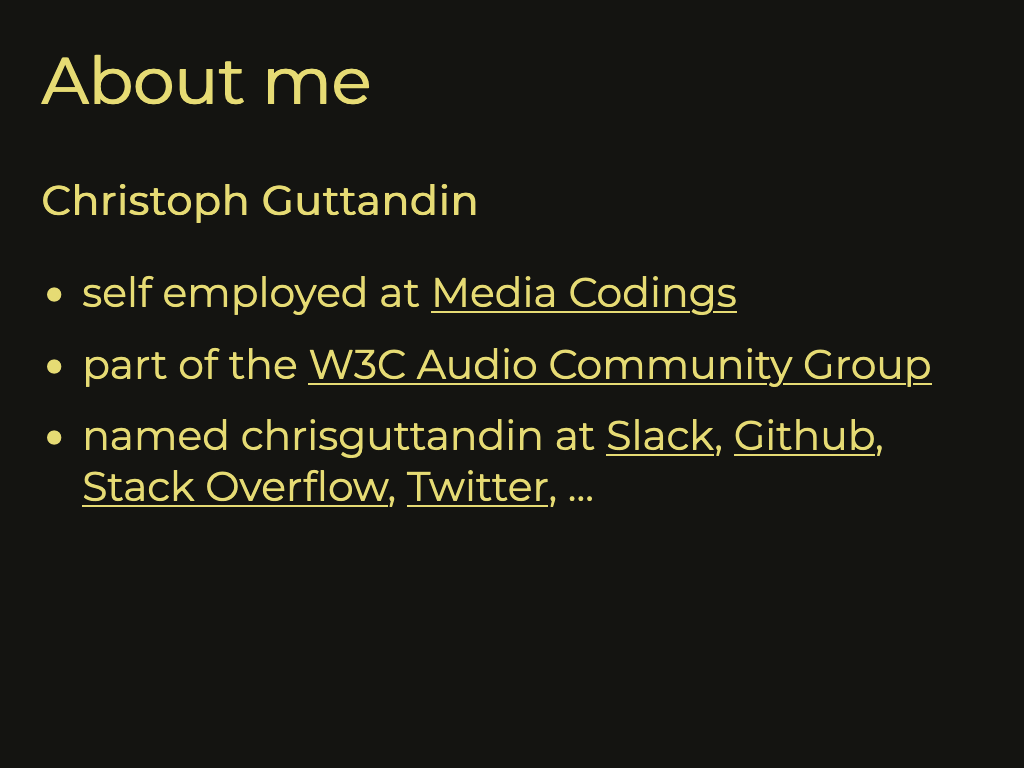 About me
Christoph Guttandin
• self employed at Media Codings
• part of the W3C Audio Community Group
• named chrisguttandin at Slack, Github,
Stack Overflow, Twitter, ...